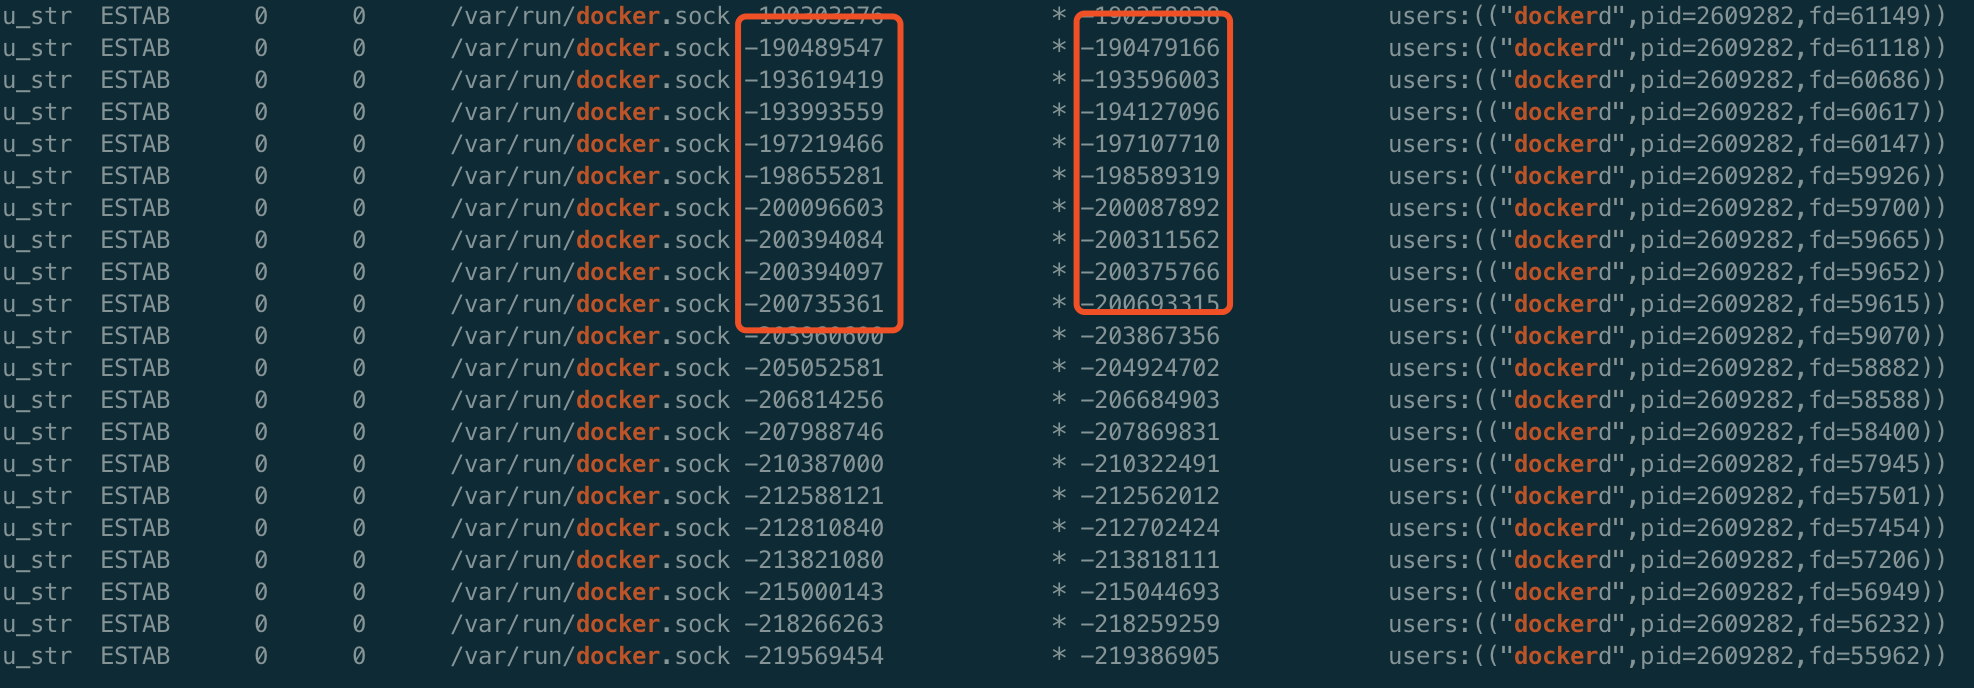 u_str ESTAB 0 0 /var/run/docker.sock -190303276 * -190258838 users:(("dockerd",pid=2609282,fd=61149))
u_str ESTAB 0 0 /var/run/docker.sock -190489547 * -190479166 users:(("dockerd",pid=2609282,fd=61118))
u_str ESTAB 0 0 /var/run/docker.sock -193619419 * -193596003 users:(("dockerd",pid=2609282,fd=60686))
u_str ESTAB 0 0 /var/run/docker.sock -193993559 * -194127096 users:(("dockerd",pid=2609282,fd=60617))
u_str ESTAB 0 0 /var/run/docker.sock -197219466 * -197107710 users:(("dockerd",pid=2609282,fd=60147))
u_str ESTAB 0 0 /var/run/docker.sock -198655281 * -198589319 users:(("dockerd",pid=2609282,fd=59926))
u_str ESTAB 0 0 /var/run/docker.sock -200096603 * -200087892 users:(("dockerd",pid=2609282,fd=59700))
u_str ESTAB 0 0 /var/run/docker.sock -200394084 * -200311562 users:(("dockerd",pid=2609282,fd=59665))
u_str ESTAB 0 0 /var/run/docker.sock -200394097 * -200375766 users:(("dockerd",pid=2609282,fd=59652))
u_str ESTAB 0 0 /var/run/docker.sock -200735361 * -200693315 users:(("dockerd",pid=2609282,fd=59615))
u_str ESTAB 0 0 /var/run/docker.sock -203960600 * -203867356 users:(("dockerd",pid=2609282,fd=59070))
u_str ESTAB 0 0 /var/run/docker.sock -205052581 * -204924702 users:(("dockerd",pid=2609282,fd=58882))
u_str ESTAB 0 0 /var/run/docker.sock -206814256 * -206684903 users:(("dockerd",pid=2609282,fd=58588))
u_str ESTAB 0 0 /var/run/docker.sock -207988746 * -207869831 users:(("dockerd",pid=2609282,fd=58400))
u_str ESTAB 0 0 /var/run/docker.sock -210387000 * -210322491 users:(("dockerd",pid=2609282,fd=57945))
u_str ESTAB 0 0 /var/run/docker.sock -212588121 * -212562012 users:(("dockerd",pid=2609282,fd=57501))
u_str ESTAB 0 0 /var/run/docker.sock -212810840 * -212702424 users:(("dockerd",pid=2609282,fd=57454))
u_str ESTAB 0 0 /var/run/docker.sock -213821080 * -213818111 users:(("dockerd",pid=2609282,fd=57206))
u_str ESTAB 0 0 /var/run/docker.sock -215000143 * -215044693 users:(("dockerd",pid=2609282,fd=56949))
u_str ESTAB 0 0 /var/run/docker.sock -218266263 * -218259259 users:(("dockerd",pid=2609282,fd=56232))
u_str ESTAB 0 0 /var/run/docker.sock -219569454 * -219386905 users:(("dockerd",pid=2609282,fd=55962))